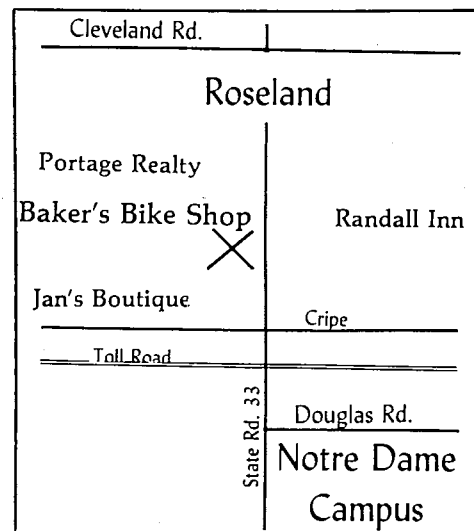 Cleveland Rd.
Roseland
Portage Realty
Baker's Bike Shop
Randall Inn
Jan's Boutique
Cripe
Toll Road
State Rd. 33
Douglas Rd.
Notre Dame
Campus